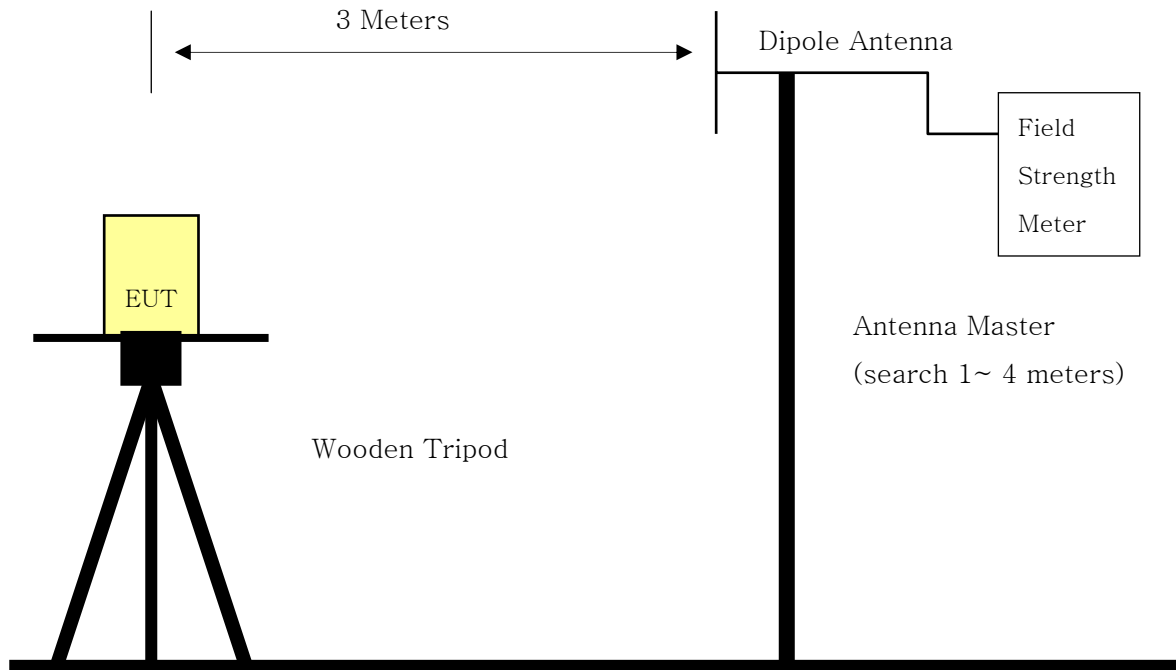 3 Meters
Dipole Antenna
Field
Strength
Meter
EUT
Antenna Master
(search 1~ 4 meters)
Wooden Tripod